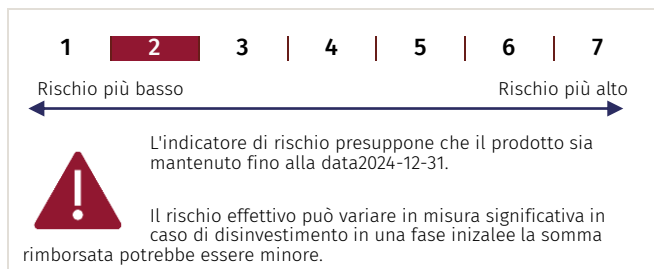 1 2 3 4 5 6 7
Rischio più basso Rischio più alto
L'indicatore di rischio presuppone che il prodotto sia
mantenuto fino alla data2024-12-31.
Il rischio effettivo può variare in misura significativa in
caso di disinvestimento in una fase inizalee la somma
rimborsata potrebbe essere minore.